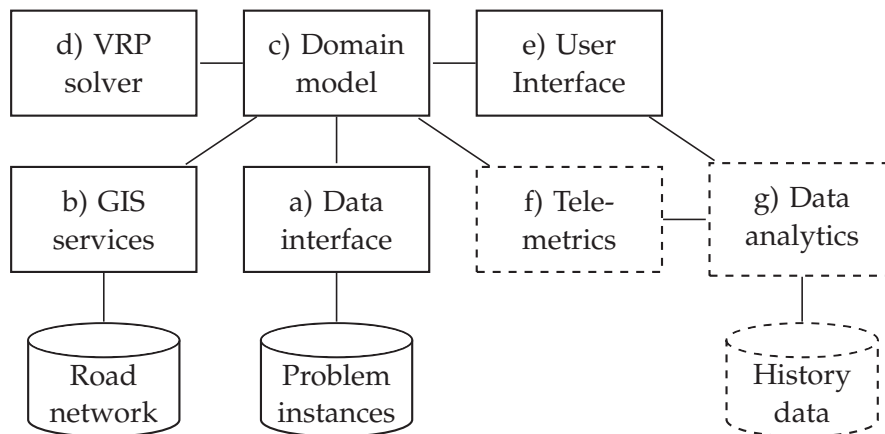 d) VRP
solver
c) Domain
model
e) User
Interface
b) GIS
services
a) Data
interface
f) Tele-
metrics
g) Data
analytics
Road
network
Problem
instances
History
data